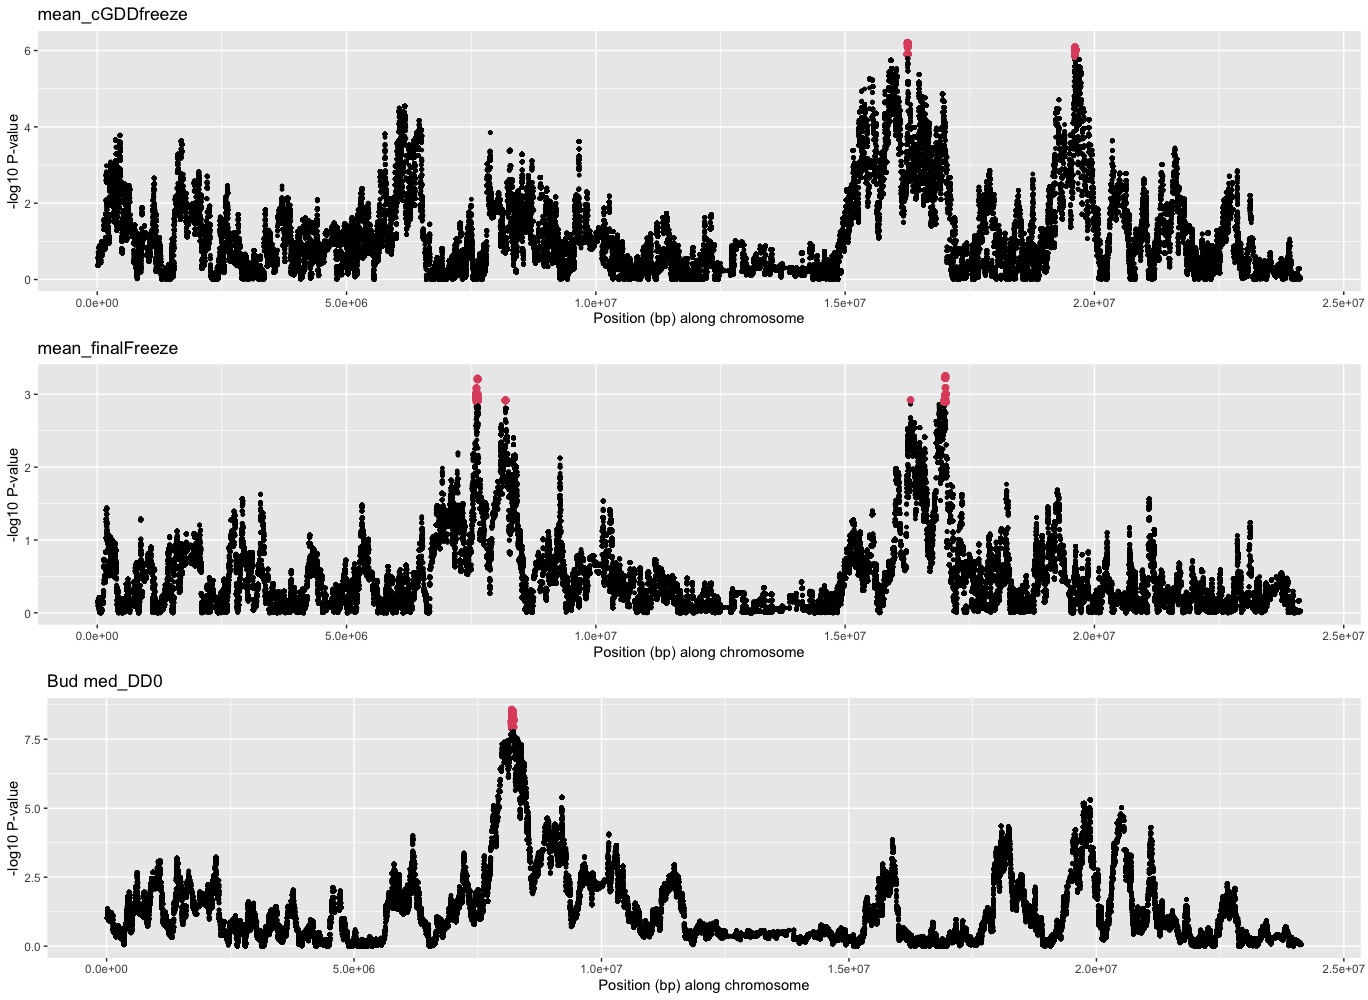 mean_cGDDfreeze
6
4
2
0
-log10 P-value
0.0e+00 5.0e+06 1.0e+07 1.5e+07 2.0e+07 2.5e+07
Position (bp) along chromosome
mean_finalFreeze
3
2
1
0
-log10 P-value
0.0e+00 5.0e+06 1.0e+07 1.5e+07 2.0e+07 2.5e+07
Position (bp) along chromosome
Bud med_DD0
7.5
5.0
2.5
0.0
-log10 P-value
0.0e+00 5.0e+06 1.0e+07 1.5e+07 2.0e+07 2.5e+07
Position (bp) along chromosome